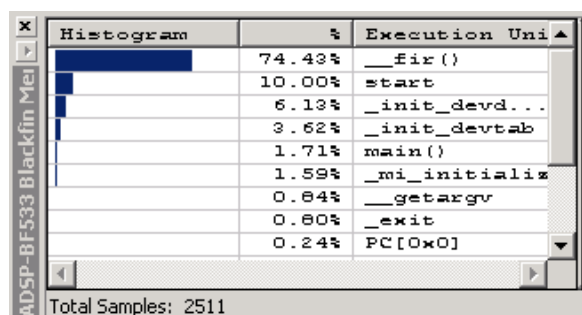 Histogram % Execution Uni
74.43% __fir()
10.00% start
6.13% _init_devd...
3.62% _init_devtab
1.71% main()
1.59% _mi_initializ
0.84% __getargv
0.80% _exit
0.24% PC[0x0]
ADSP-BF533 Blackfin Mei
Total Samples: 2511